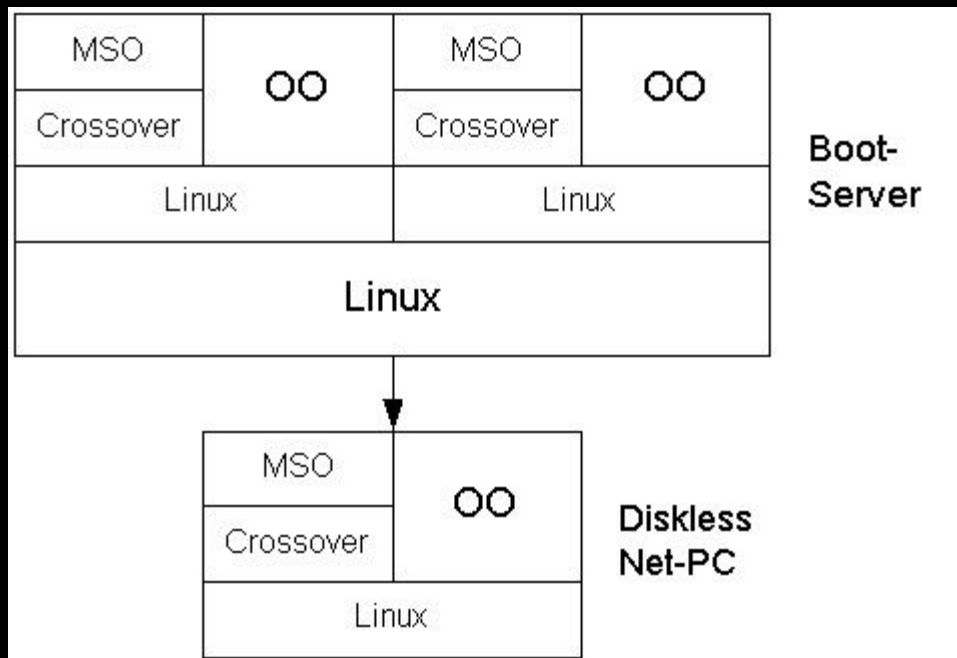 MSO
OO
MSO
OO
Crossover
Crossover
Boot-
Server
Linux
Linux
Linux
MSO
OO
Crossover
Diskless
Net-PC
Linux